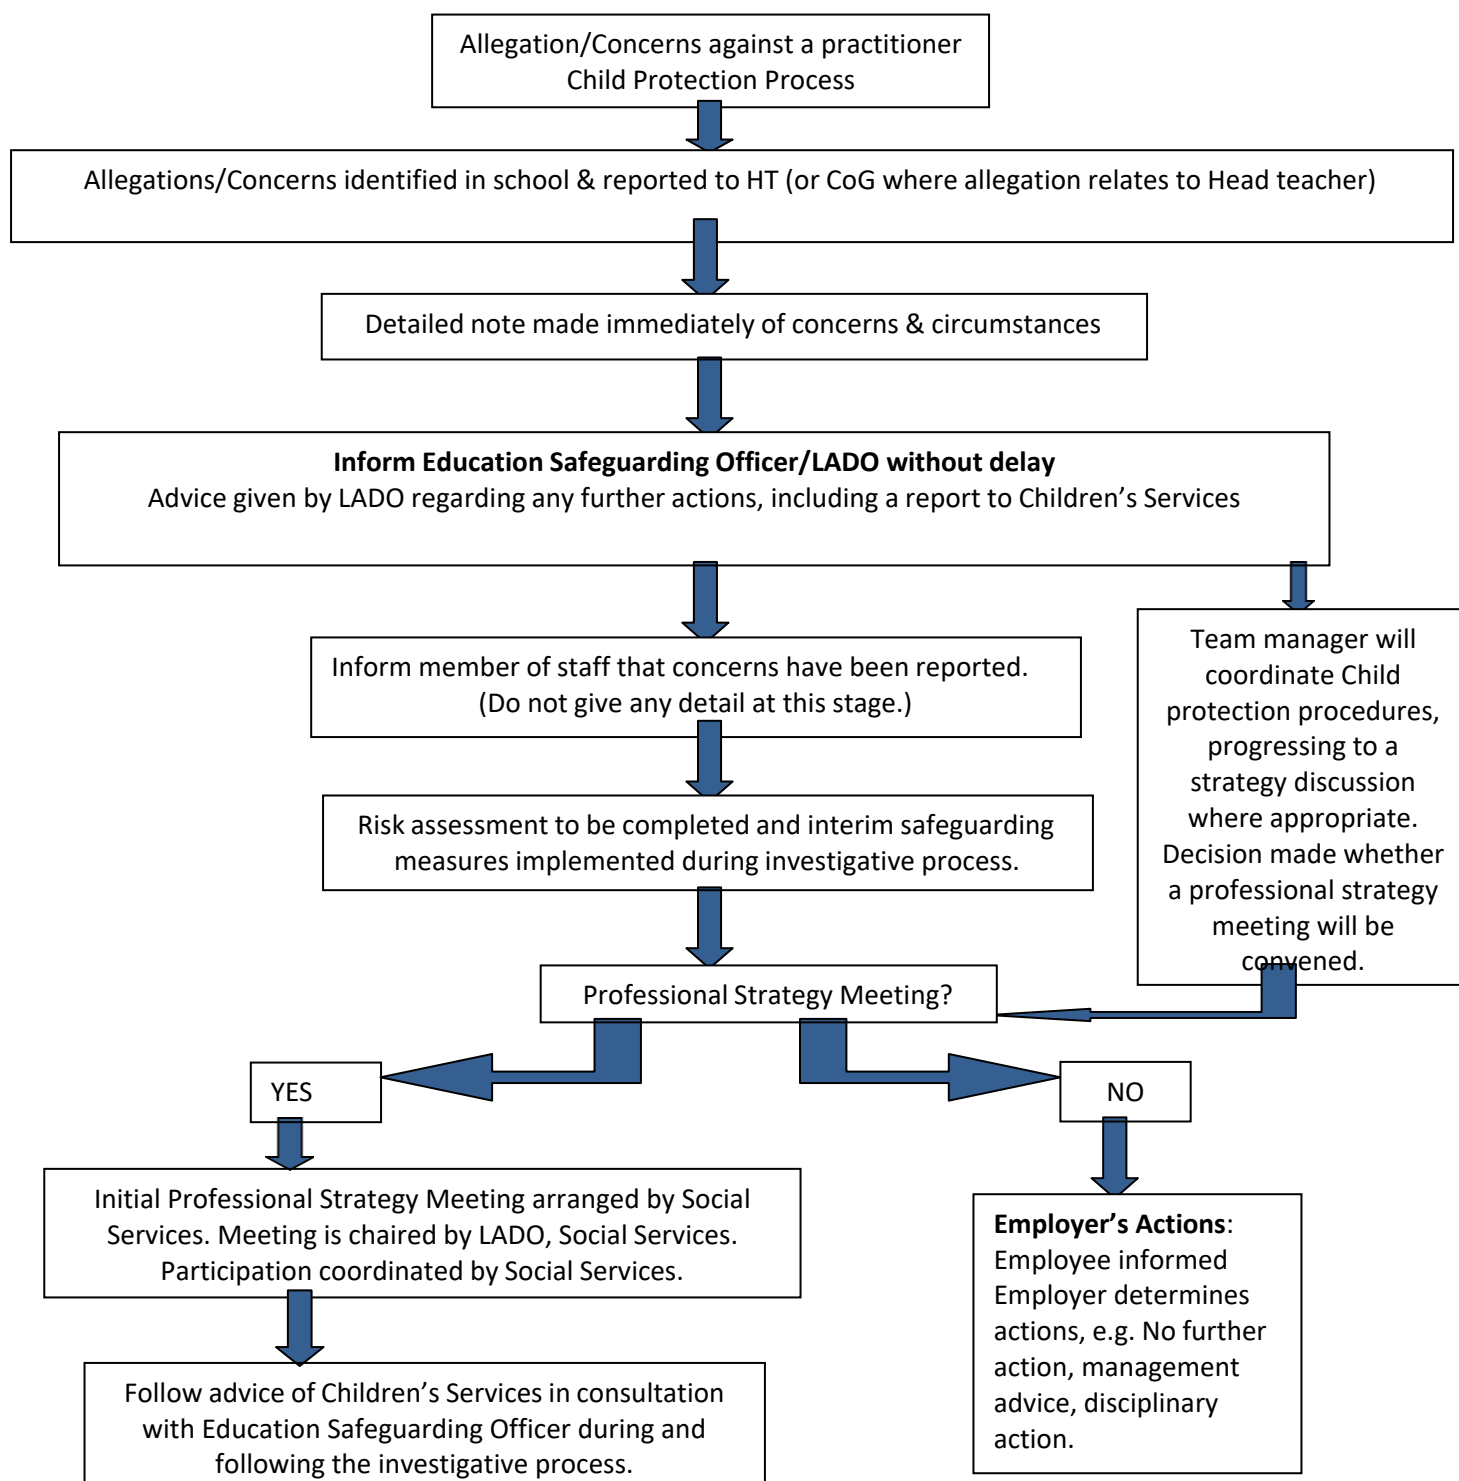 Allegation/Concerns against a practitioner
Child Protection Process
Allegations/Concerns identified in school & reported to HT (or CoG where allegation relates to Head teacher)
Detailed note made immediately of concerns & circumstances
Inform Education Safeguarding Officer/LADO without delay
Advice given by LADO regarding any further actions, including a report to Children’s Services
Inform member of staff that concerns have been reported.
(Do not give any detail at this stage.)
Team manager will
coordinate Child
protection procedures,
progressing to a
strategy discussion
where appropriate.
Decision made whether
a professional strategy
meeting will be
convened.
Risk assessment to be completed and interim safeguarding
measures implemented during investigative process.
Professional Strategy Meeting?
YES
NO
Initial Professional Strategy Meeting arranged by Social
Services. Meeting is chaired by LADO, Social Services.
Participation coordinated by Social Services.
Employer’s Actions:
Employee informed
Employer determines
actions, e.g. No further
action, management
advice, disciplinary
action.
Follow advice of Children’s Services in consultation
with Education Safeguarding Officer during and
following the investigative process.